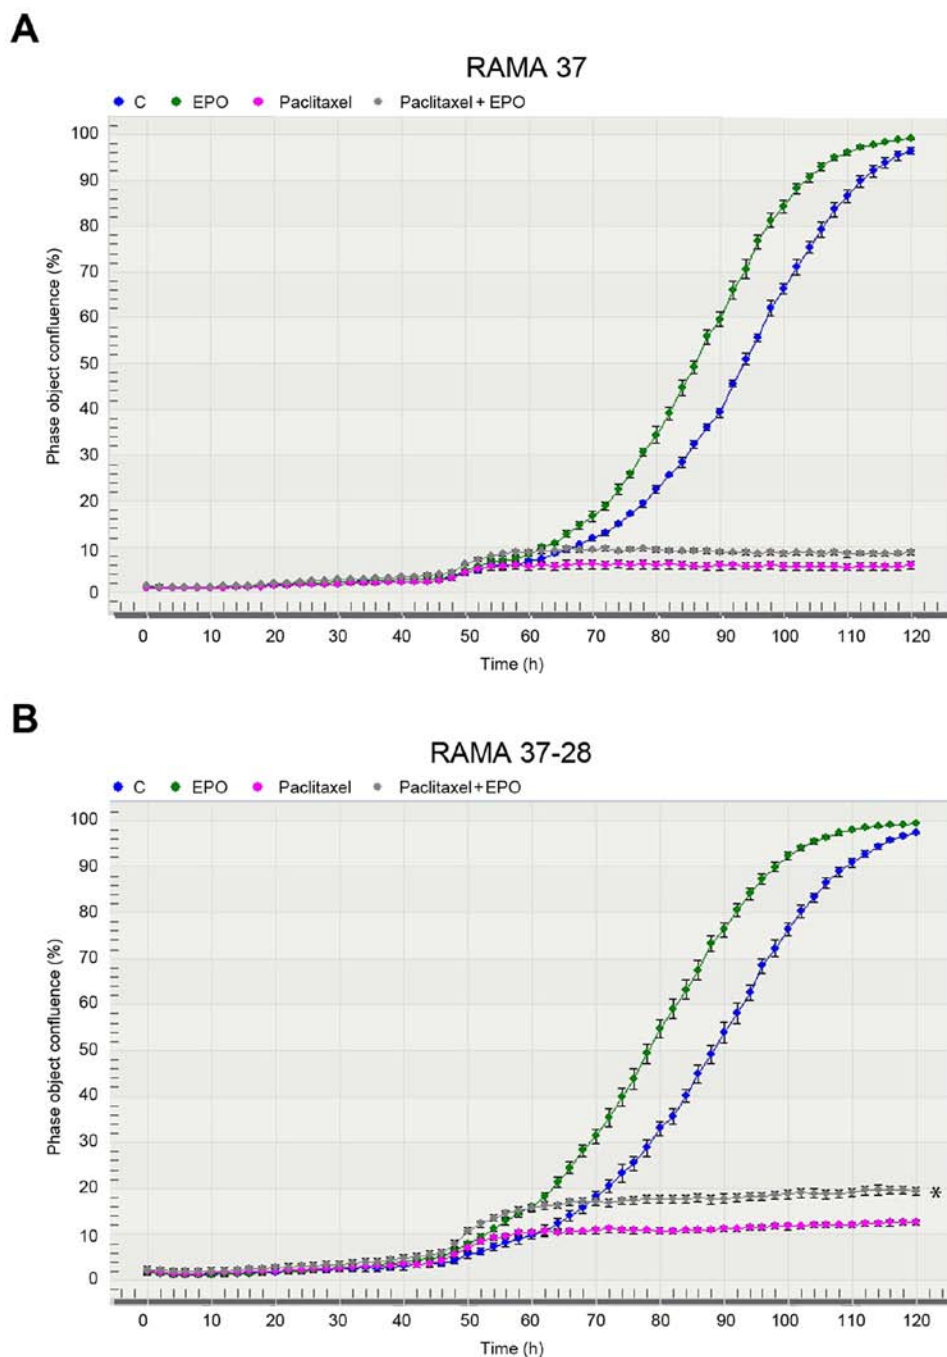 A
RAMA 37
C EPO Paclitaxel Paclitaxel + EPO
100
90
80
70
60
50
40
30
20
10
0
Phase object confluence (%)
0 10 20 30 40 50 60 70 80 90 100 110 120
Time (h)
B
RAMA 37-28
C EPO Paclitaxel Paclitaxel + EPO
100
90
80
70
60
50
40
30
20
10
0
Phase object confluence (%)
*
0 10 20 30 40 50 60 70 80 90 100 110 120
Time (h)